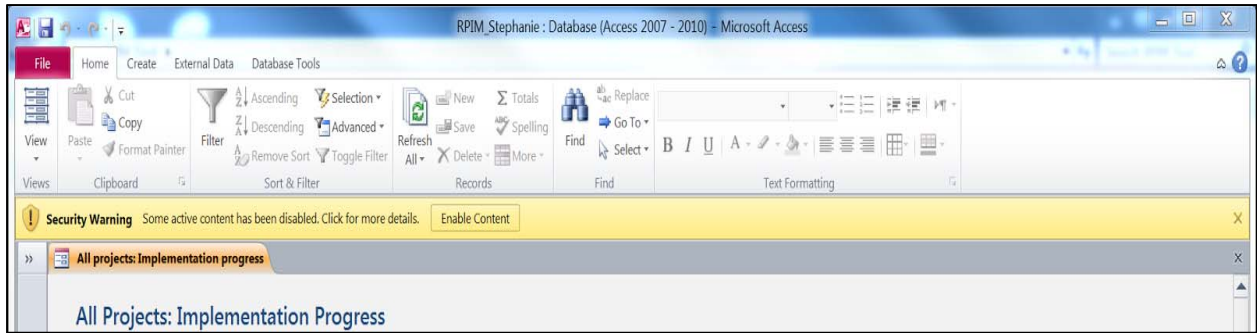 RPIM_Stephanie : Database (Access 2007 - 2010) - Microsoft Access
File Home Create External Data Database Tools
Cut Ascending Selection New Totals Replace
Copy Descending Advanced Save Spelling Go To
View Paste Format Painter Filter Remove Sort Toggle Filter Refresh All Delete More Find Select B I U A
Views Clipboard Sort & Filter Records Find Text Formatting
Security Warning Some active content has been disabled. Click for more details. Enable Content
All projects: Implementation progress
All Projects: Implementation Progress